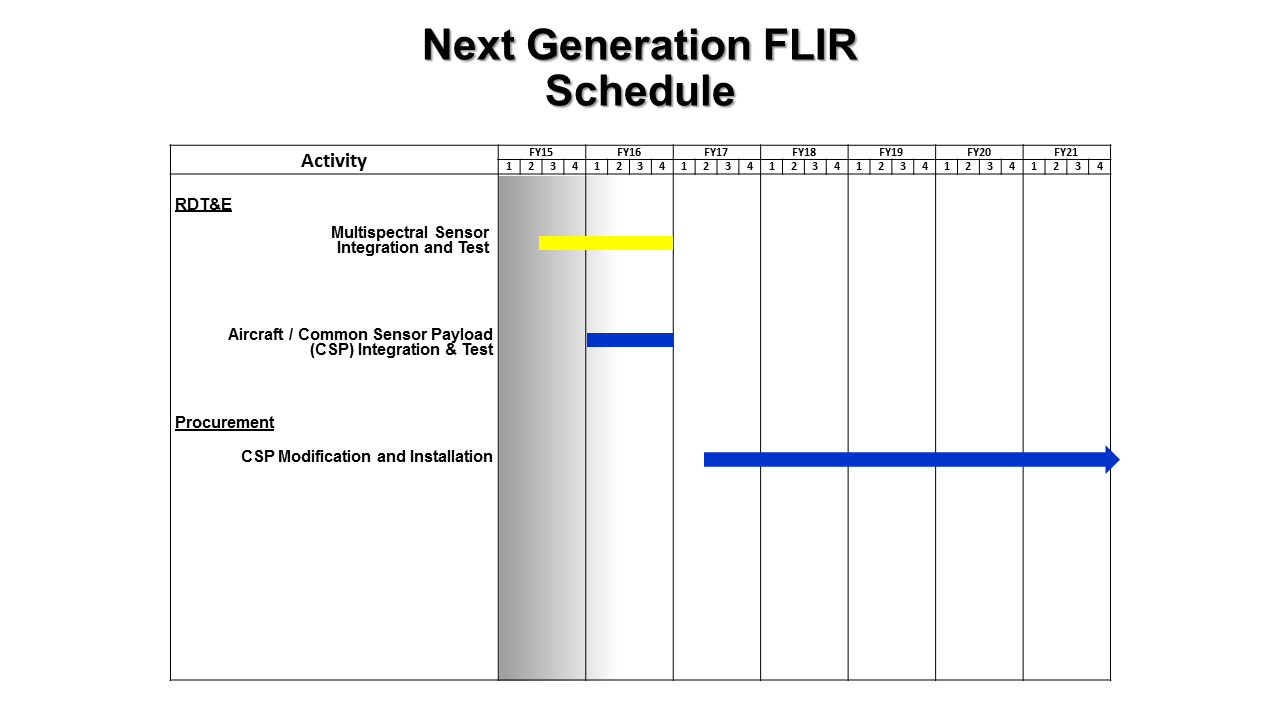 Next Generation FLIR
Schedule
Activity
FY15 FY16 FY17 FY18 FY19 FY20 FY21
1 2 3 4 1 2 3 4 1 2 3 4 1 2 3 4 1 2 3 4 1 2 3 4 1 2 3 4
RDT&E
Multispectral Sensor
Integration and Test
Aircraft / Common Sensor Payload
(CSP) Integration & Test
Procurement
CSP Modification and Installation